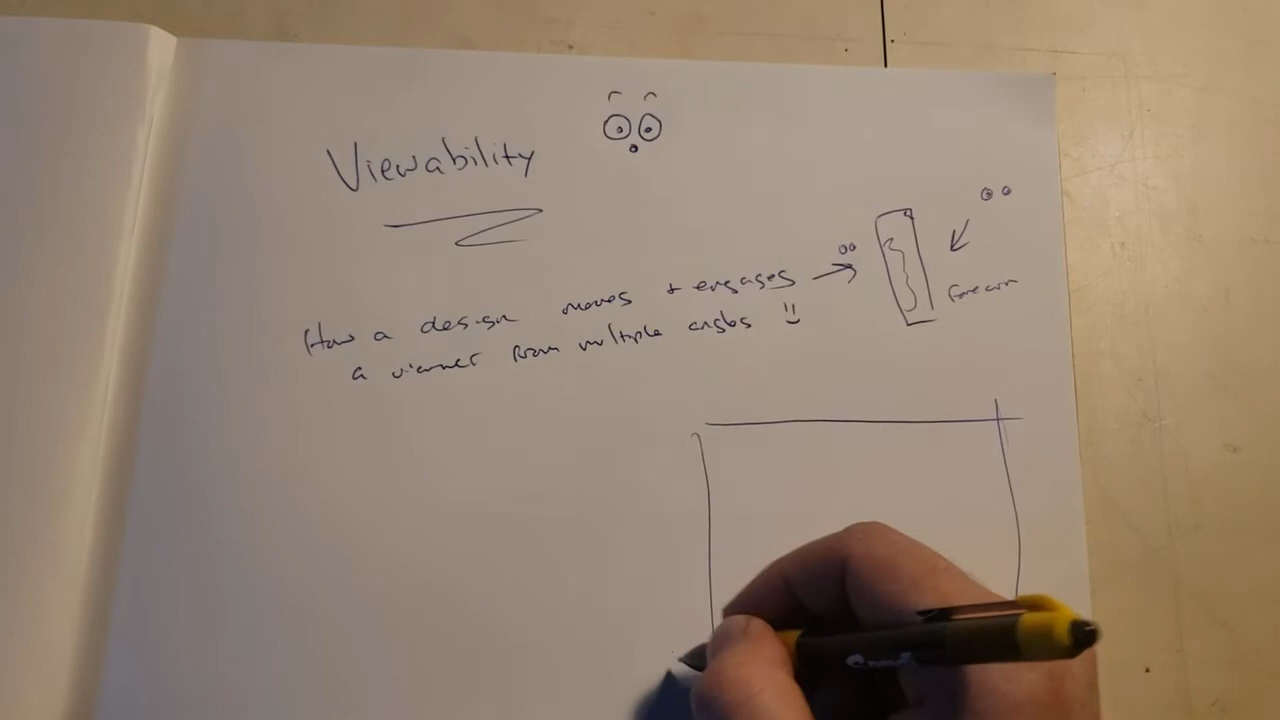 Viewability
How a design moves + engages
a viewer from multiple angles
forearm